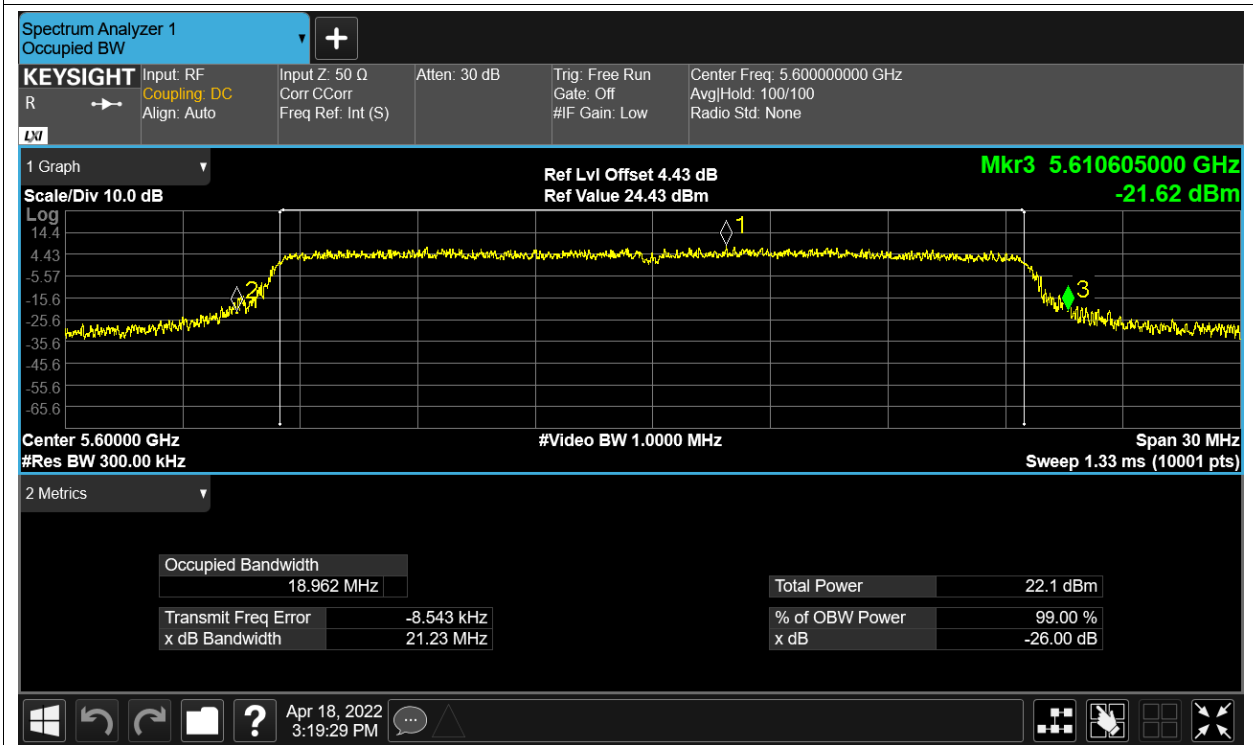 Spectrum Analyzer 1
Occupied BW
KEYSIGHT
R
LXI
Input: RF
Coupling: DC
Align: Auto
Input Z: 50 Ω
Corr CCorr
Freq Ref: Int (S)
Atten: 30 dB
Trig: Free Run
Gate: Off
#IF Gain: Low
Center Freq: 5.600000000 GHz
Avg|Hold: 100/100
Radio Std: None
1 Graph
Scale/Div 10.0 dB
Ref Lvl Offset 4.43 dB
Ref Value 24.43 dBm
Mkr3 5.610605000 GHz
-21.62 dBm
Log
14.4
4.43
-5.57
-15.6
-25.6
-35.6
-45.6
-55.6
-65.6
1
2
3
Center 5.60000 GHz
#Res BW 300.00 kHz
#Video BW 1.0000 MHz
Span 30 MHz
Sweep 1.33 ms (10001 pts)
2 Metrics
Occupied Bandwidth
18.962 MHz
Transmit Freq Error -8.543 kHz
x dB Bandwidth 21.23 MHz
Total Power 22.1 dBm
% of OBW Power 99.00 %
x dB -26.00 dB
?
Apr 18, 2022
3:19:29 PM